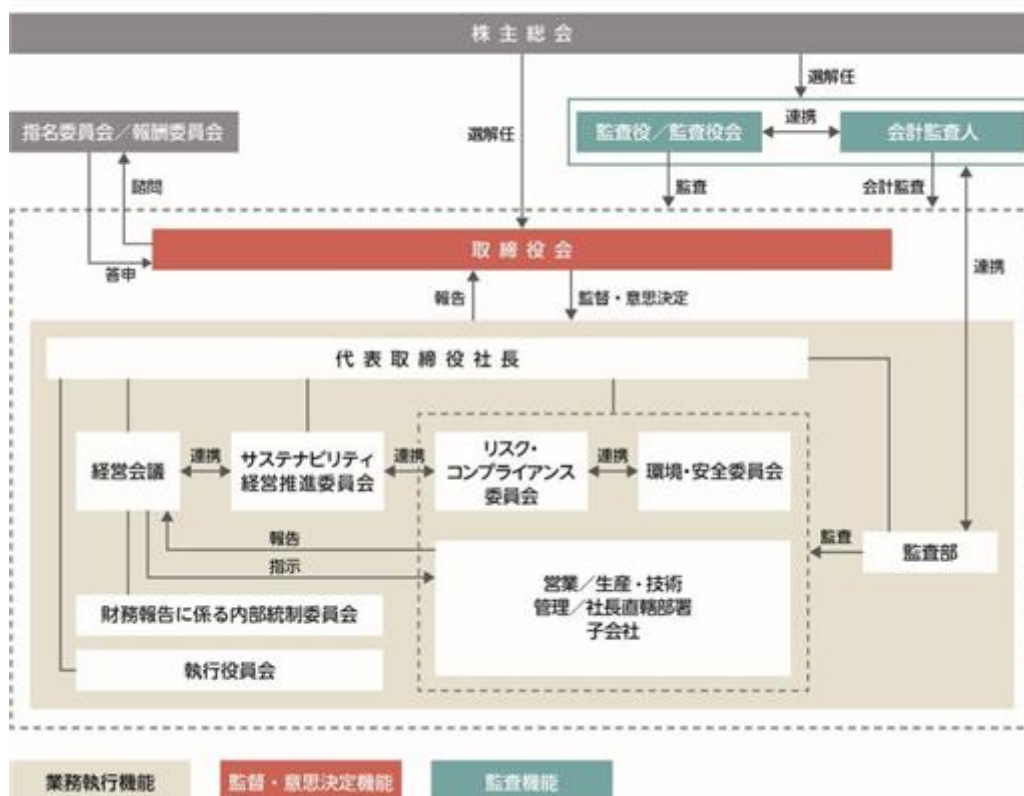 株主総会
選解任
選解任
指名委員会／報酬委員会
監査役／監査役会
連携
会計監査人
諮問
監査
会計監査
取締役会
答申
連携
報告
監督・意思決定
代表取締役社長
経営会議
連携
サステナビリティ
経営推進委員会
連携
リスク・
コンプライアンス
委員会
連携
環境・安全委員会
報告
指示
監査
監査部
営業／生産・技術
管理／社長直轄部署
子会社
財務報告に係る内部統制委員会
執行役員会
業務執行機能
監督・意思決定機能
監査機能